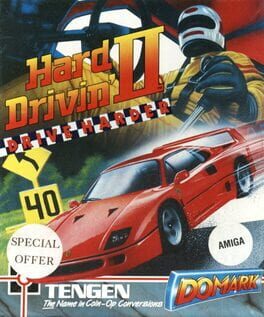 Hard
Drivin'
II
DRIVE HARDER
40
SPECIAL
OFFER
AMIGA
TENGEN
The Name in Coin-Op Conversions
DOMARK